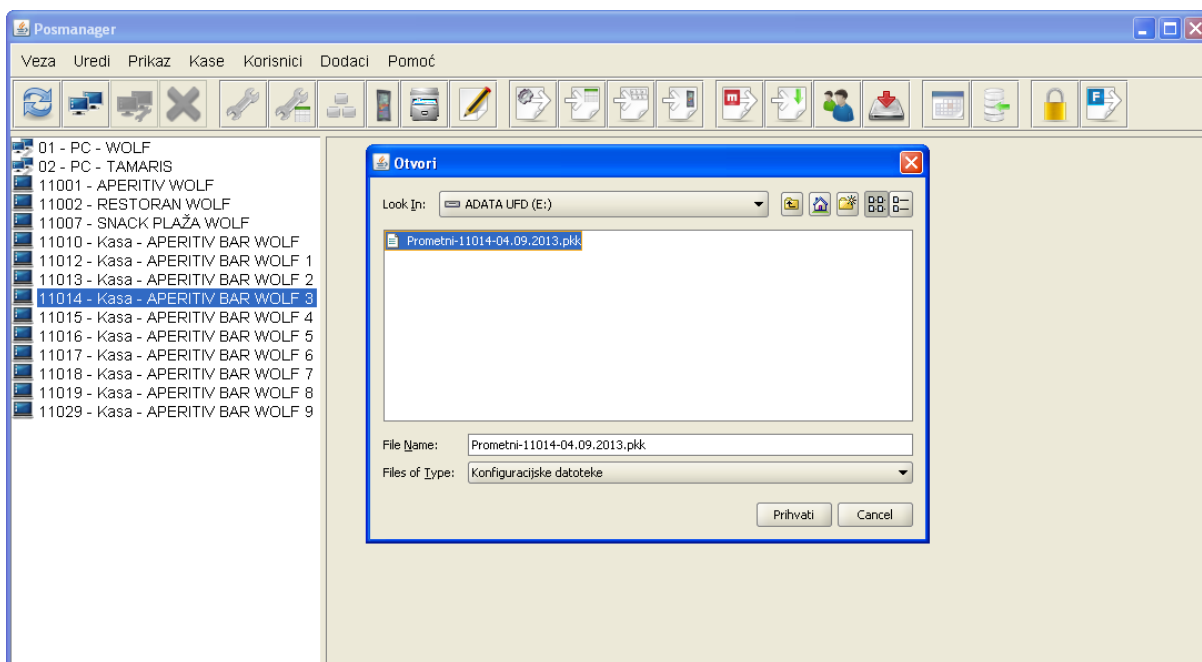 Posmanager
Veza Uredi Prikaz Kase Korisnici Dodaci Pomoć
m F
01 - PC - WOLF
02 - PC - TAMARIS
11001 - APERITIV WOLF
11002 - RESTORAN WOLF
11007 - SNACK PLAŽA WOLF
11010 - Kasa - APERITIV BAR WOLF
11012 - Kasa - APERITIV BAR WOLF 1
11013 - Kasa - APERITIV BAR WOLF 2
11014 - Kasa - APERITIV BAR WOLF 3
11015 - Kasa - APERITIV BAR WOLF 4
11016 - Kasa - APERITIV BAR WOLF 5
11017 - Kasa - APERITIV BAR WOLF 6
11018 - Kasa - APERITIV BAR WOLF 7
11019 - Kasa - APERITIV BAR WOLF 8
11029 - Kasa - APERITIV BAR WOLF 9
Otvori
Look In: ADATA UFD (E:)
Prometni-11014-04.09.2013.pkk
File Name: Prometni-11014-04.09.2013.pkk
Files of Type: Konfiguracijske datoteke
Prihvati Cancel